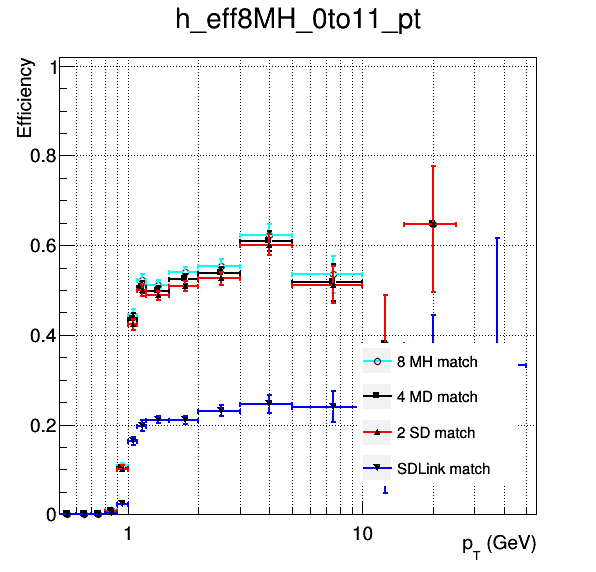 h_eff8MH_0to11_pt
Efficiency
1
0.8
0.6
0.4
0.2
0
8 MH match
4 MD match
2 SD match
SDLink match
1
10
p_T (GeV)